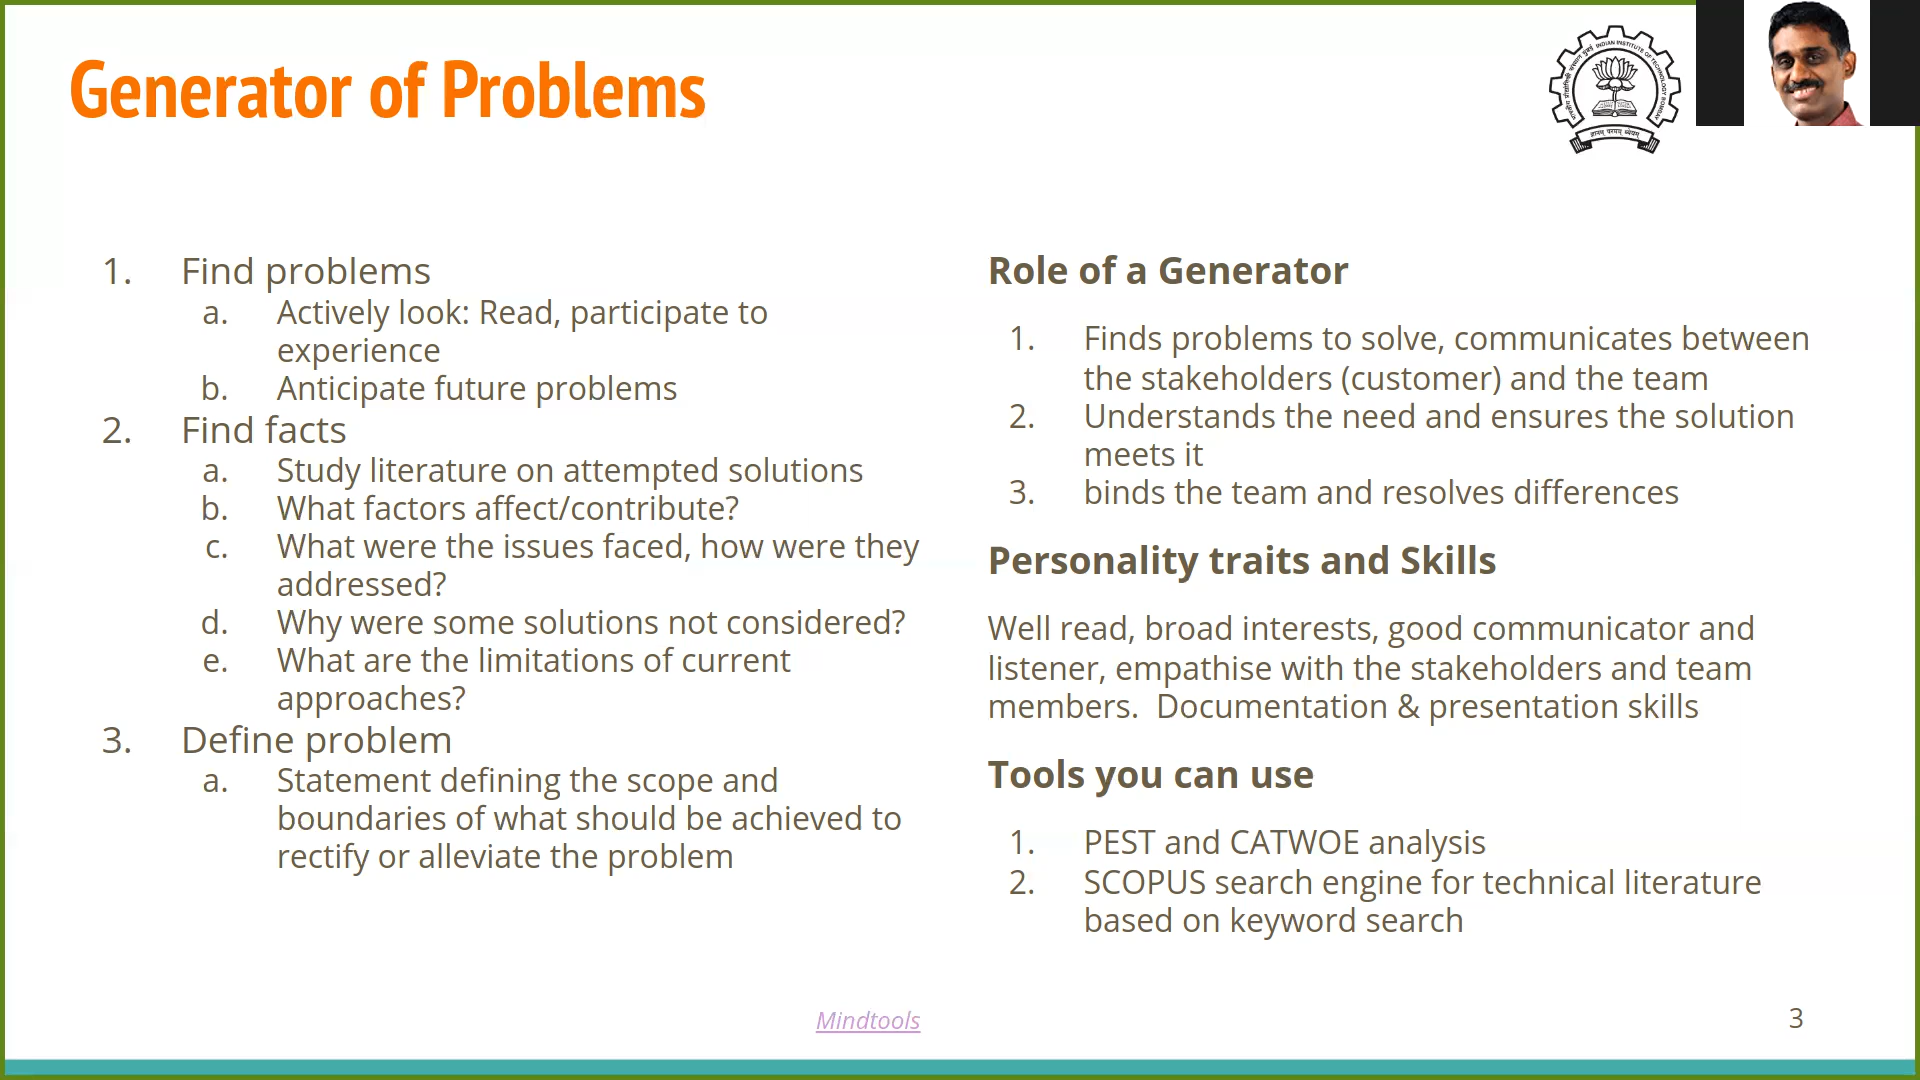 Generator of Problems
INDIAN INSTITUTE OF TECHNOLOGY BOMBAY
1. Find problems
a. Actively look: Read, participate to
experience
b. Anticipate future problems
2. Find facts
a. Study literature on attempted solutions
b. What factors affect/contribute?
c. What were the issues faced, how were they
addressed?
d. Why were some solutions not considered?
e. What are the limitations of current
approaches?
3. Define problem
a. Statement defining the scope and
boundaries of what should be achieved to
rectify or alleviate the problem
Role of a Generator
1. Finds problems to solve, communicates between
the stakeholders (customer) and the team
2. Understands the need and ensures the solution
meets it
3. binds the team and resolves differences
Personality traits and Skills
Well read, broad interests, good communicator and
listener, empathise with the stakeholders and team
members.  Documentation & presentation skills
Tools you can use
1. PEST and CATWOE analysis
2. SCOPUS search engine for technical literature
based on keyword search
Mindtools
3